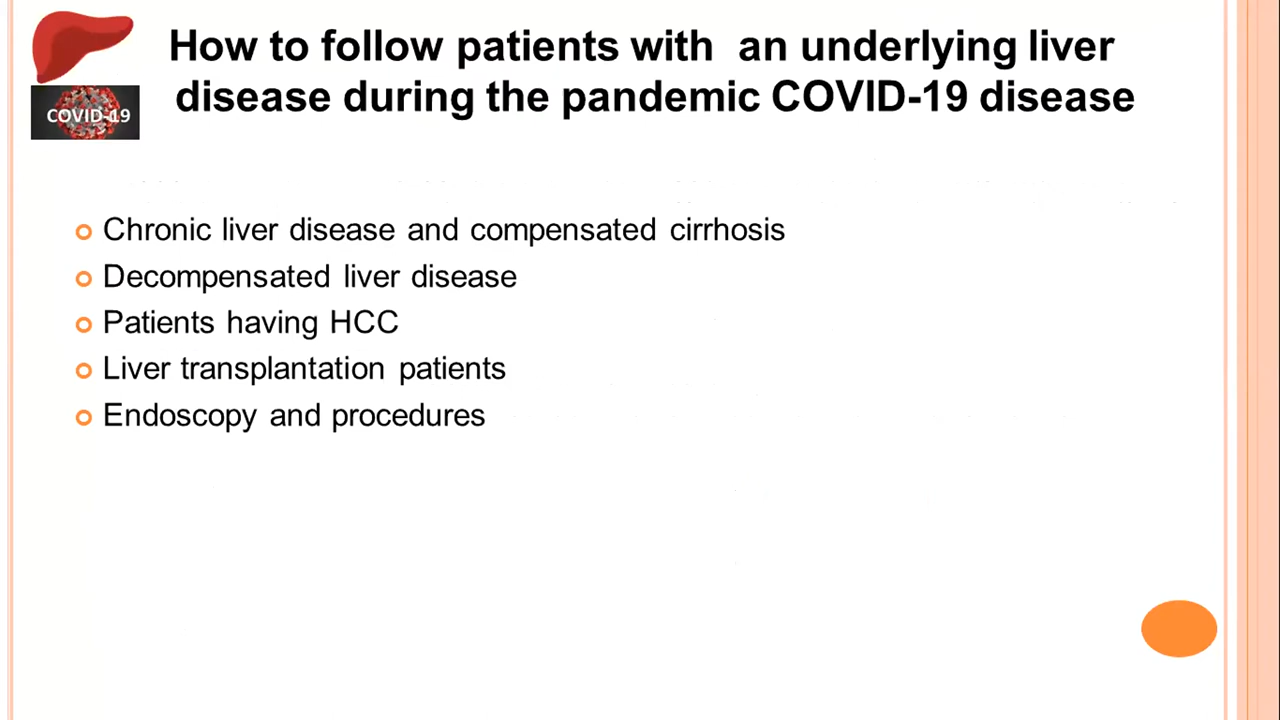 How to follow patients with an underlying liver
disease during the pandemic COVID-19 disease
COVID-19
Chronic liver disease and compensated cirrhosis
Decompensated liver disease
Patients having HCC
Liver transplantation patients
Endoscopy and procedures